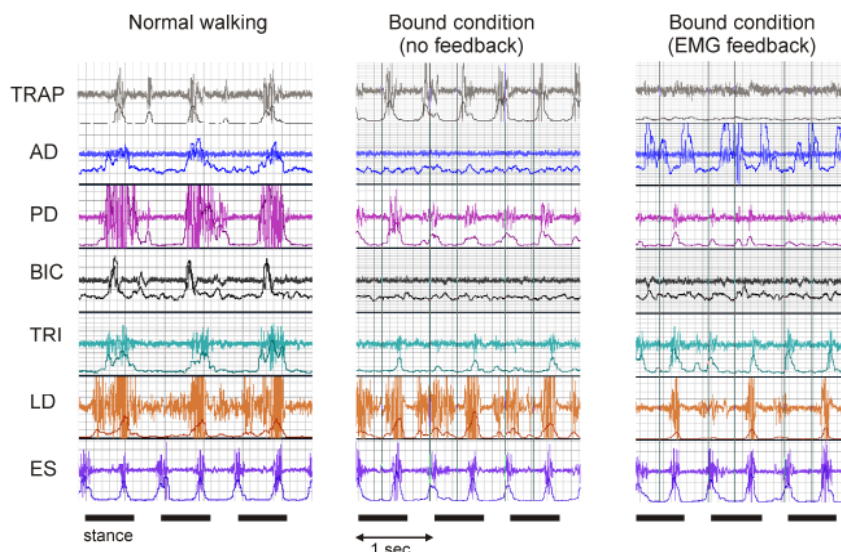 Normal walking
Bound condition
(no feedback)
Bound condition
(EMG feedback)
TRAP
AD
PD
BIC
TRI
LD
ES
stance
1 sec